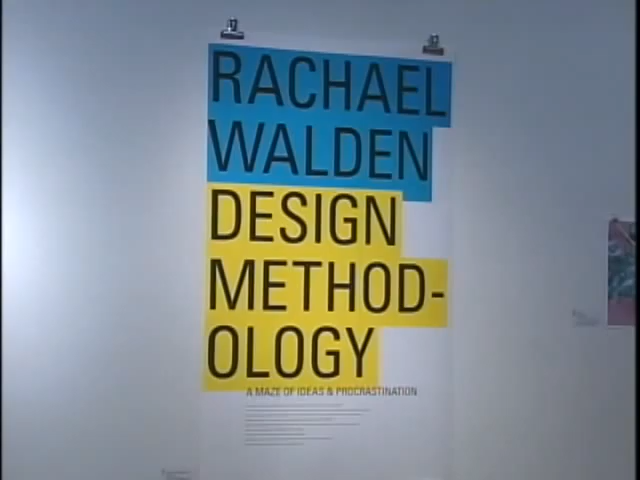 RACHAEL
WALDEN
DESIGN
METHOD-
OLOGY
A MAZE OF IDEAS & PROCRASTINATION